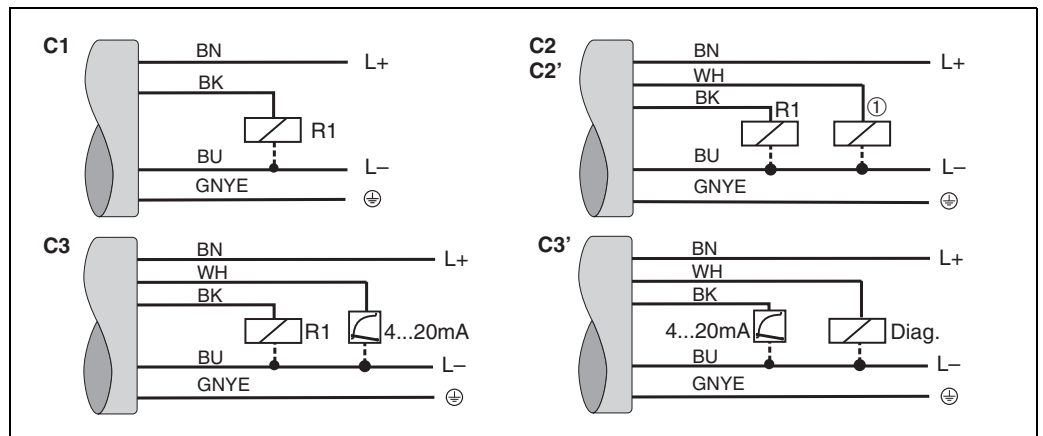 C1
BN
L+
BK
R1
BU
L–
GNYE
C2
C2’
BN
L+
WH
BK
R1
①
BU
L–
GNYE
C3
BN
L+
WH
BK
R1
4...20mA
BU
L–
GNYE
C3’
BN
L+
WH
BK
4...20mA
Diag.
BU
L–
GNYE